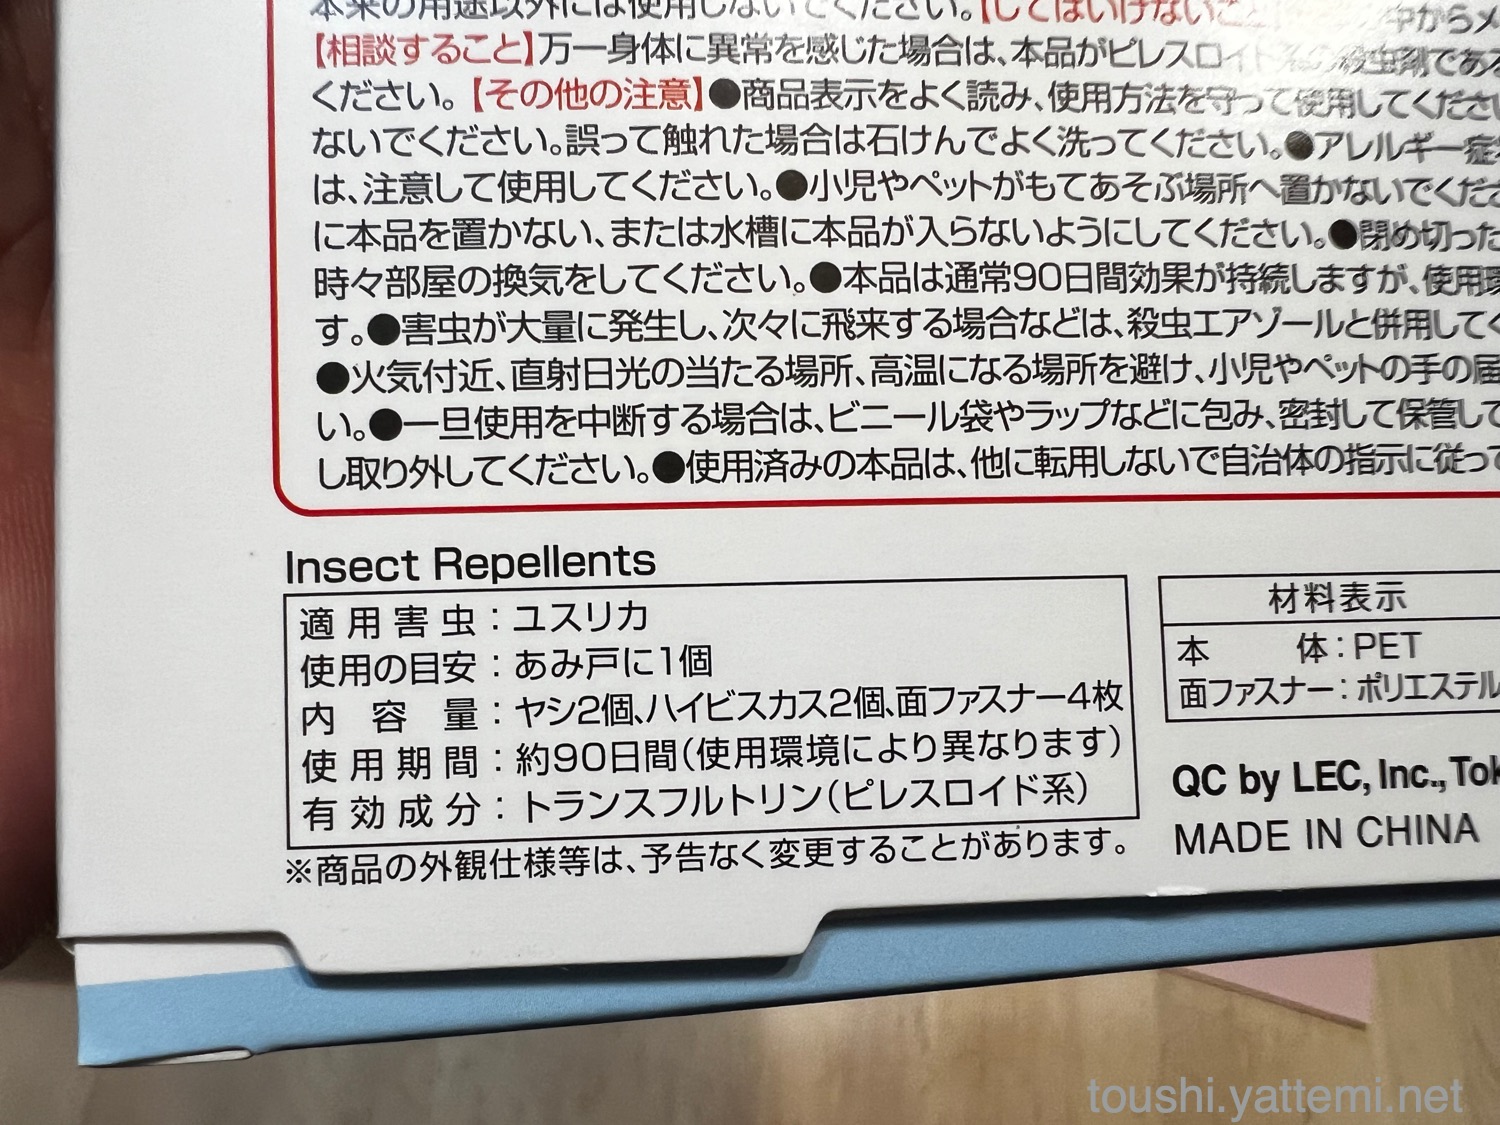 本来の用途以外には使用しないでください。【してはいけないこと】
【相談すること】万一身体に異常を感じた場合は、本品がピレスロイド系の殺虫剤である
ください。【その他の注意】●商品表示をよく読み、使用方法を守って使用してください
ないでください。誤って触れた場合は石けんでよく洗ってください。●アレルギー症
は、注意して使用してください。●小児やペットがもてあそぶ場所へ置かないでくださ
に本品を置かない、または水槽に本品が入らないようにしてください。●閉め切った
時々部屋の換気をしてください。●本品は通常90日間効果が持続しますが、使用環
す。●害虫が大量に発生し、次々に飛来する場合などは、殺虫エアゾールと併用してく
●火気付近、直射日光の当たる場所、高温になる場所を避け、小児やペットの手の届
い。●一旦使用を中断する場合は、ビニール袋やラップなどに包み、密封して保管して
し取り外してください。●使用済みの本品は、他に転用しないで自治体の指示に従って
Insect Repellents
適用害虫：ユスリカ
使用の目安：あみ戸に1個
内容量：ヤシ2個、ハイビスカス2個、面ファスナー4枚
使用期間：約90日間（使用環境により異なります）
有効成分：トランスフルトリン（ピレスロイド系）
※商品の外観仕様等は、予告なく変更することがあります。
材料表示
本体：PET
面ファスナー：ポリエステル
QC by LEC, Inc., Tok
MADE IN CHINA
toushi.yattemi.net